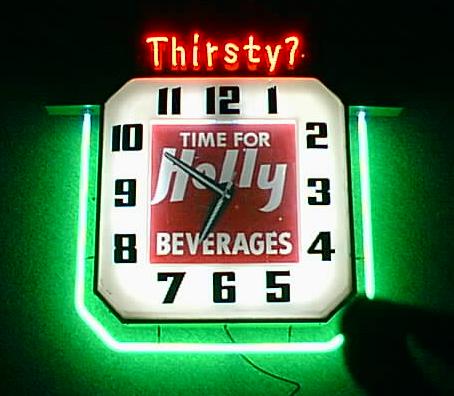 Thirsty?
11 12 1
10 2
9 3
8 4
7 6 5
TIME FOR
Holly
BEVERAGES